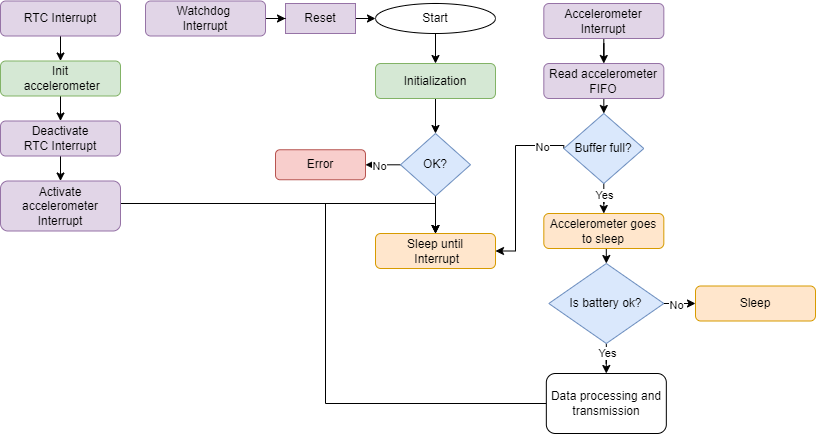 RTC Interrupt
Watchdog
Interrupt
Reset
Start
Accelerometer
Interrupt
Init
accelerometer
Initialization
Read accelerometer
FIFO
Deactivate
RTC Interrupt
Error
No
OK?
No
Buffer full?
Yes
Activate
accelerometer
Interrupt
Sleep until
Interrupt
Accelerometer goes
to sleep
Is battery ok?
No
Sleep
Yes
Data processing and
transmission